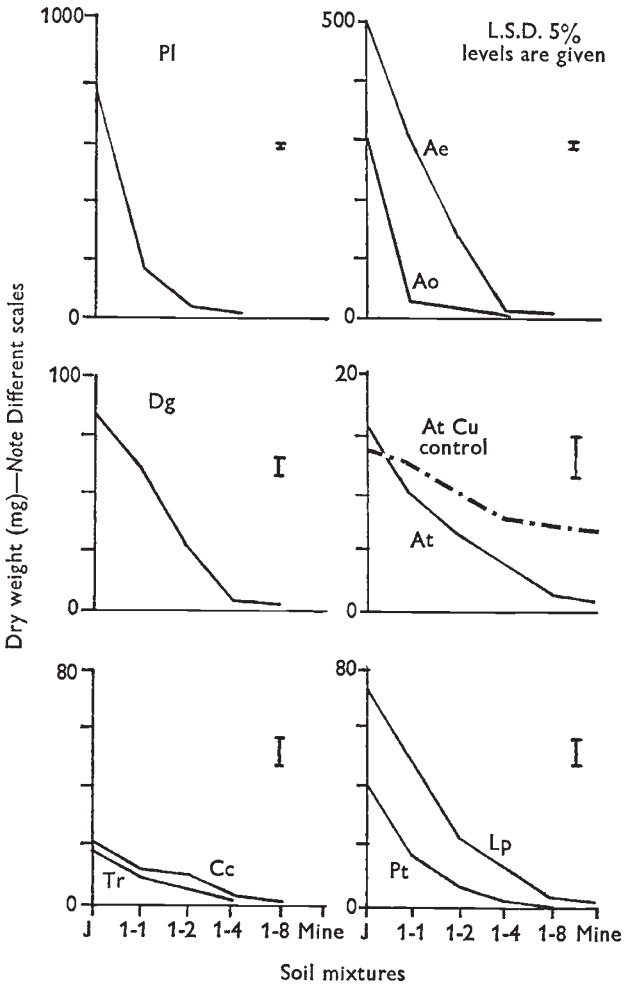 1000
Pl
0
500
L.S.D. 5%
levels are given
Ae
Ao
0
Dry weight (mg)—Note Different scales
100
Dg
0
20
At Cu
control
At
0
80
Cc
Tr
0
J 1-1 1-2 1-4 1-8 Mine
80
Lp
Pt
0
J 1-1 1-2 1-4 1-8 Mine
Soil mixtures